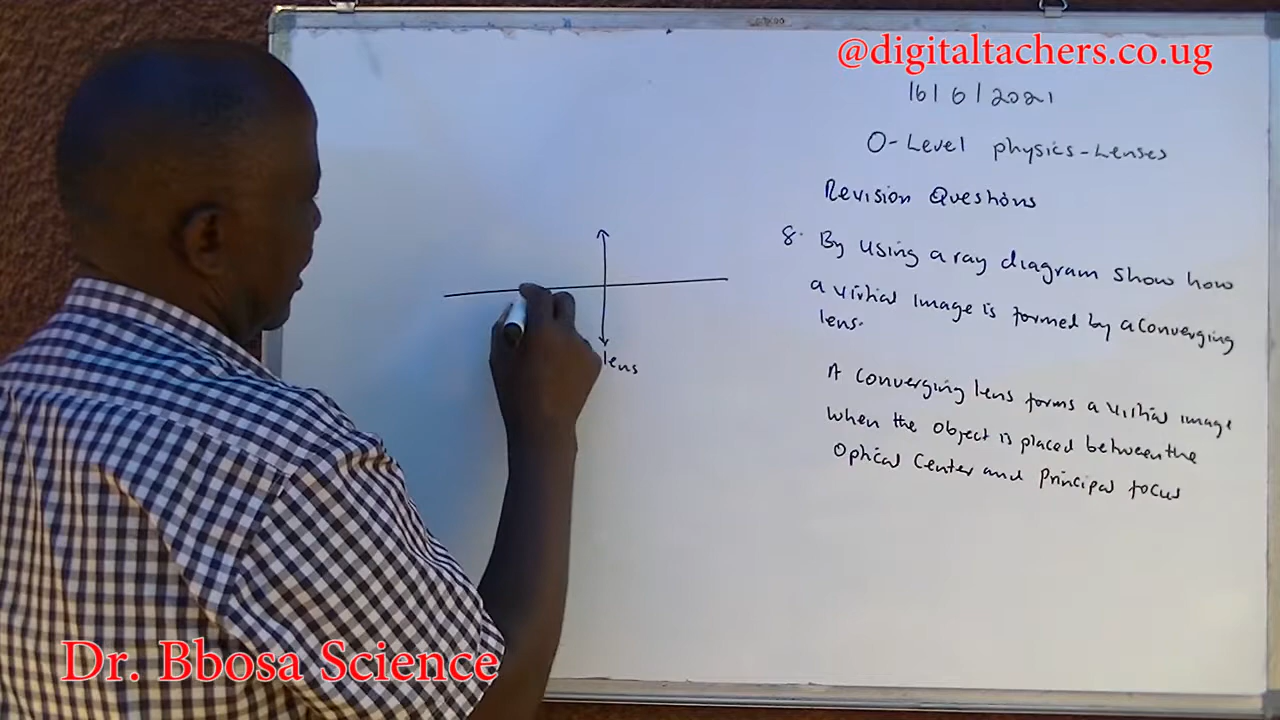 @digitaltachers.co.ug
16/6/2021
O-Level physics-Lenses
Revision Questions
8. By using a ray diagram show how
a virtual image is formed by a converging
lens.
A converging lens forms a virtual image
when the object is placed between the
optical center and principal focus
lens
Dr. Bbosa Science